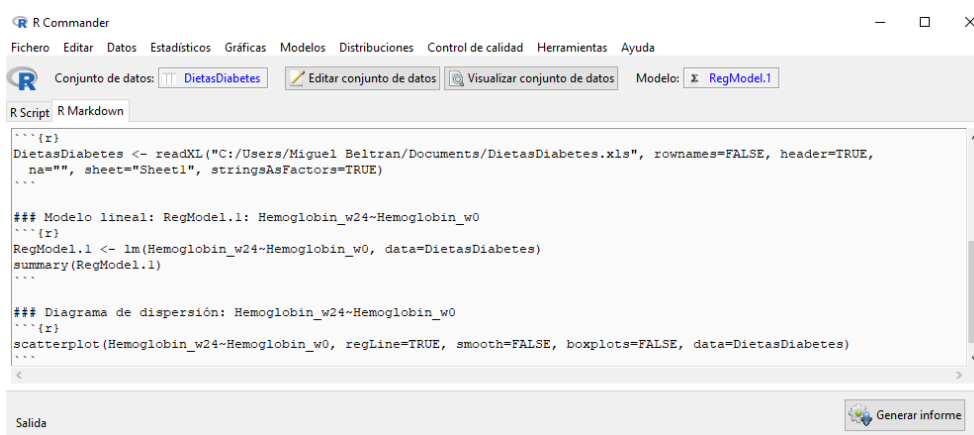 R Commander
Fichero Editar Datos Estadísticos Gráficas Modelos Distribuciones Control de calidad Herramientas Ayuda
Conjunto de datos: DietasDiabetes Editar conjunto de datos Visualizar conjunto de datos Modelo: Σ RegModel.1
R Script R Markdown
```{r}
DietasDiabetes <- readXL("C:/Users/Miguel Beltran/Documents/DietasDiabetes.xls", rownames=FALSE, header=TRUE,
  na="", sheet="Sheet1", stringsAsFactors=TRUE)
```
### Modelo lineal: RegModel.1: Hemoglobin_w24~Hemoglobin_w0
```{r}
RegModel.1 <- lm(Hemoglobin_w24~Hemoglobin_w0, data=DietasDiabetes)
summary(RegModel.1)
```
### Diagrama de dispersión: Hemoglobin_w24~Hemoglobin_w0
```{r}
scatterplot(Hemoglobin_w24~Hemoglobin_w0, regLine=TRUE, smooth=FALSE, boxplots=FALSE, data=DietasDiabetes)
```
Salida
Generar informe